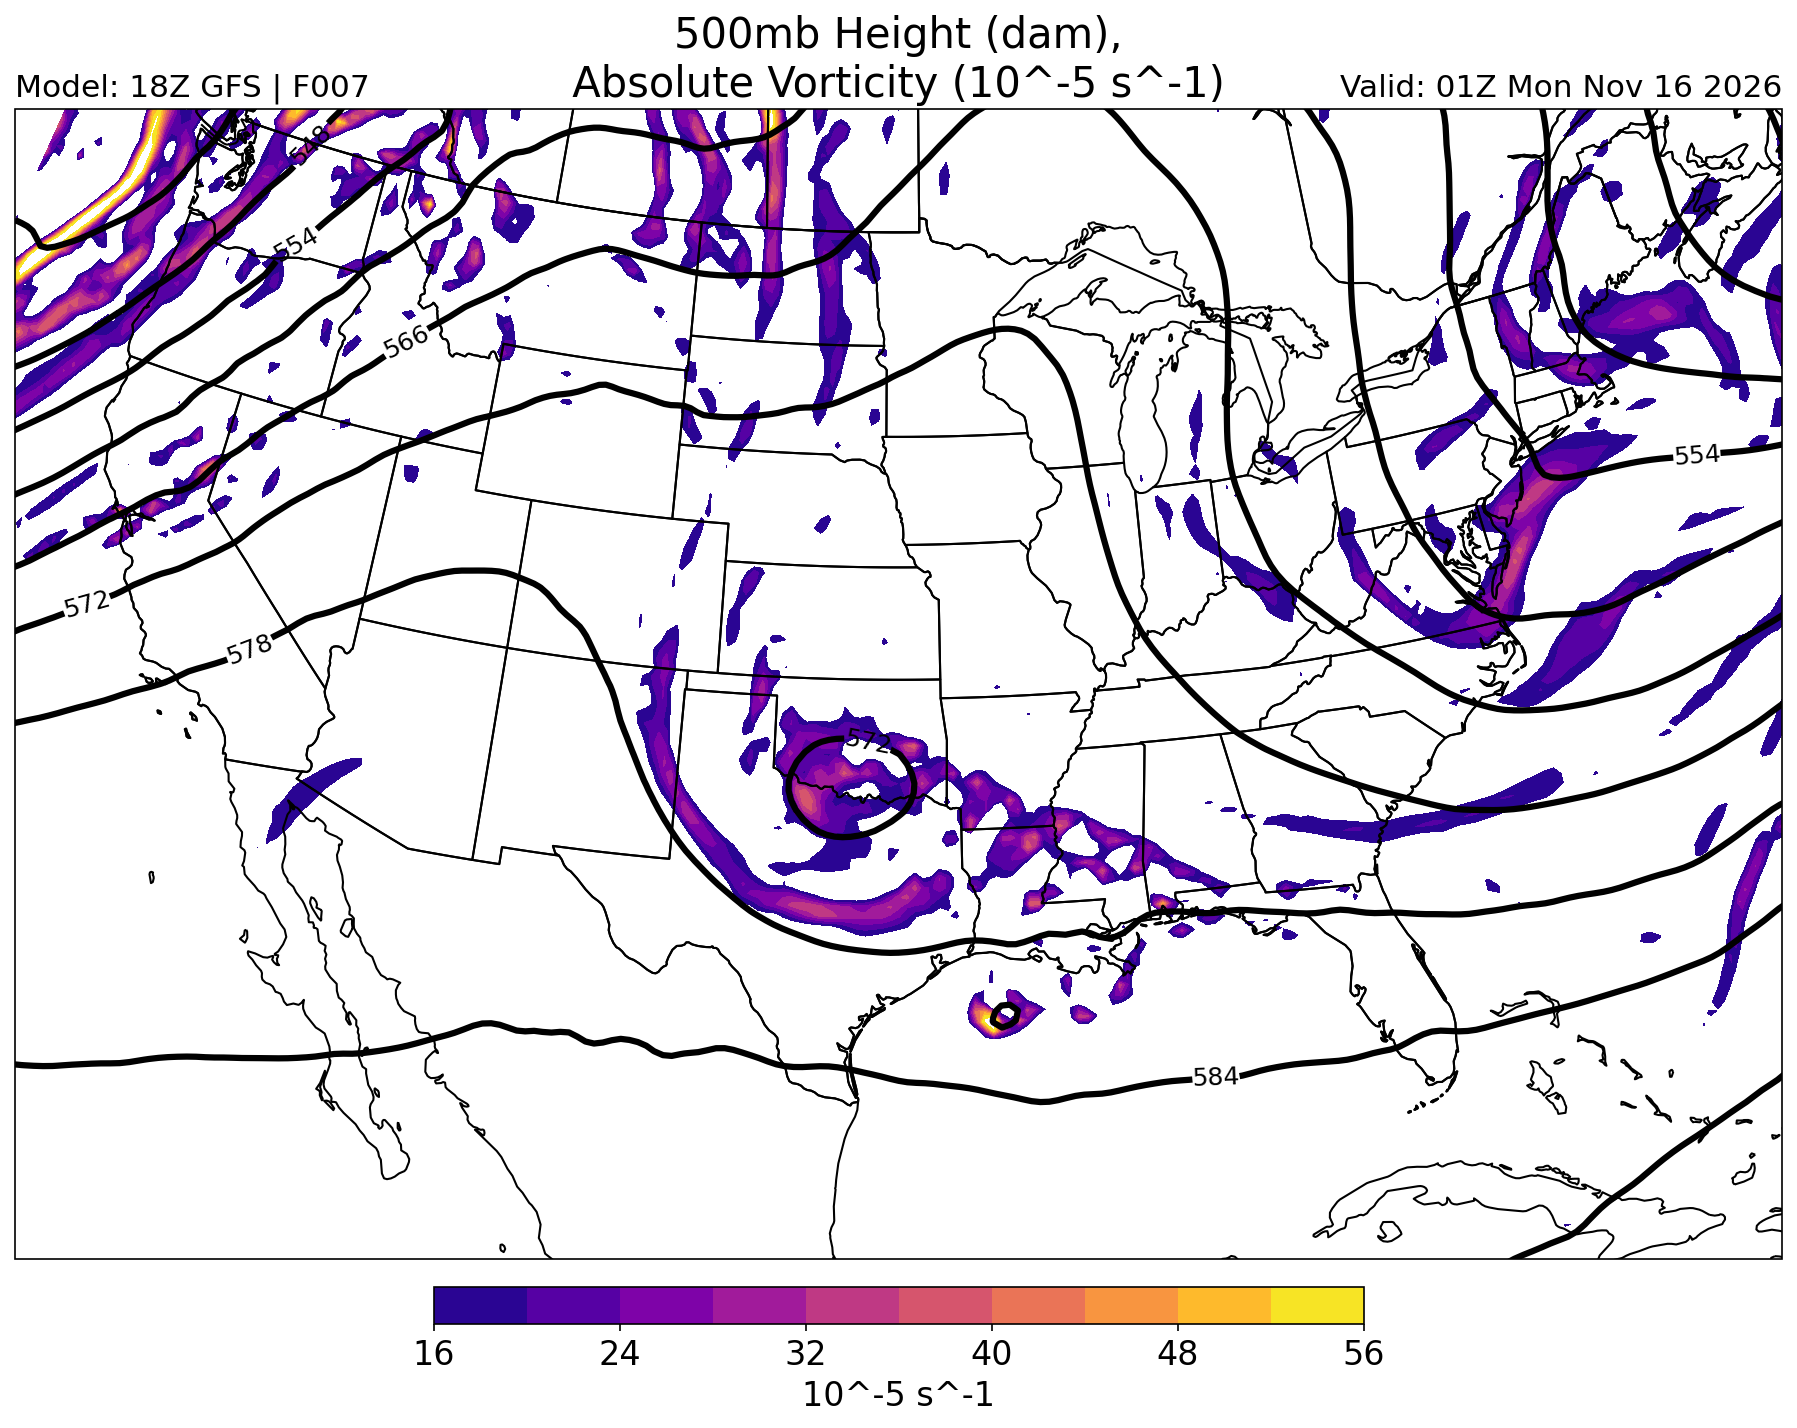 500mb Height (dam),
Absolute Vorticity (10^-5 s^-1)
Model: 18Z GFS | F007
Valid: 01Z Mon Nov 16 2026
548
554
566
554
572
578
572
584
16 24 32 40 48 56
10^-5 s^-1